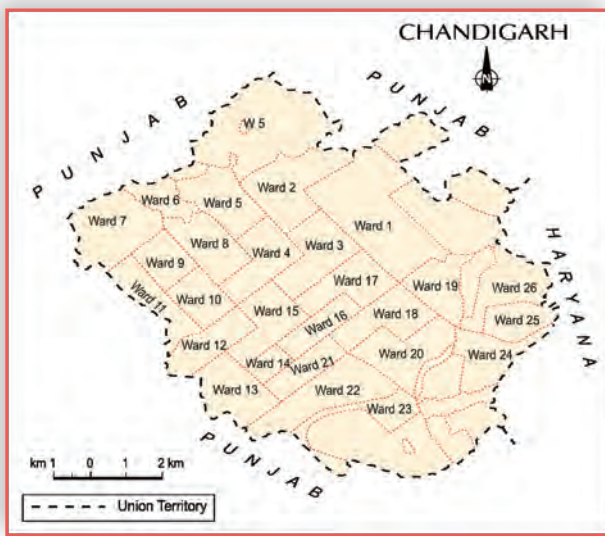 CHANDIGARH
N
PUNJAB
PUNJAB
W 5
Ward 2
Ward 6
Ward 5
Ward 7
Ward 1
Ward 8
Ward 4
Ward 3
HARYANA
Ward 9
Ward 17
Ward 19
Ward 26
Ward 11
Ward 10
Ward 15
Ward 16
Ward 18
Ward 25
Ward 12
Ward 20
Ward 24
Ward 14
Ward 21
Ward 13
Ward 22
Ward 23
PUNJAB
km 1 0 2 km
Union Territory